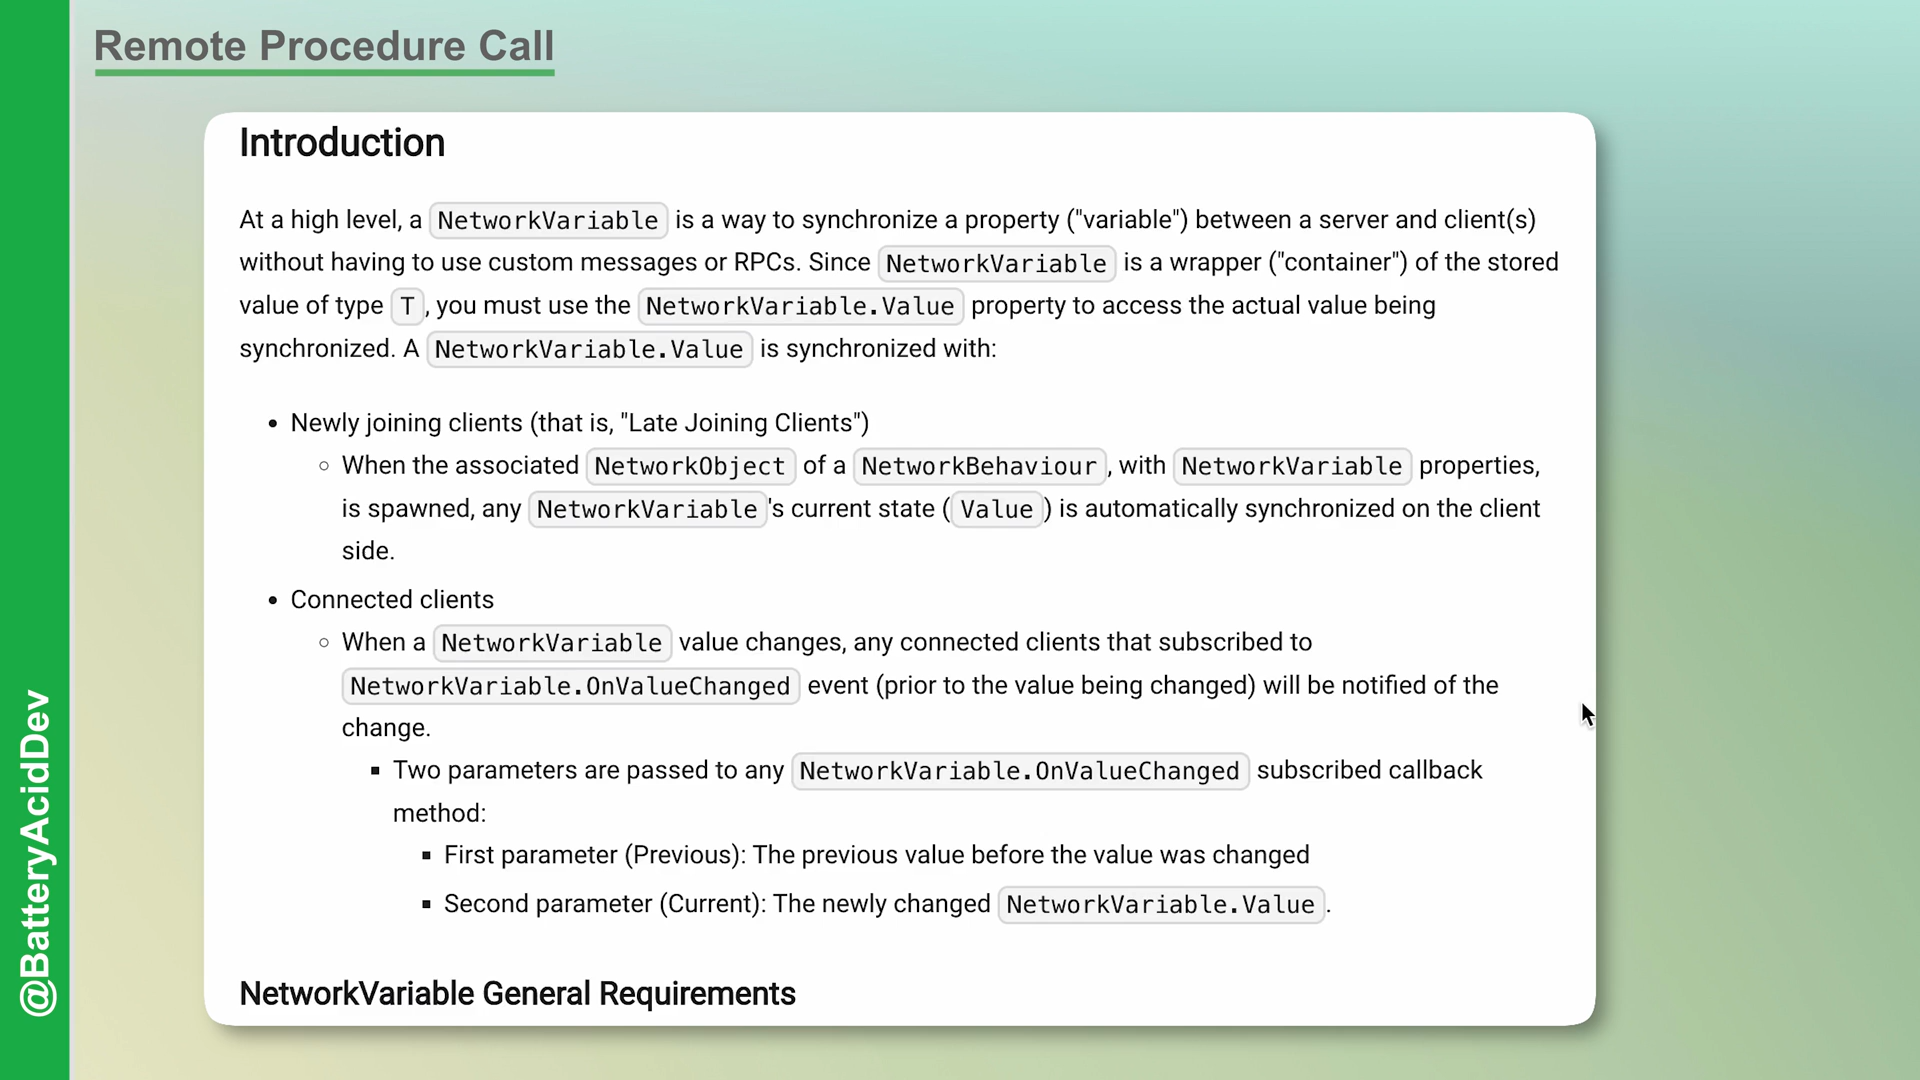 Remote Procedure Call
Introduction
At a high level, a NetworkVariable is a way to synchronize a property ("variable") between a server and client(s)
without having to use custom messages or RPCs. Since NetworkVariable is a wrapper ("container") of the stored
value of type T, you must use the NetworkVariable.Value property to access the actual value being
synchronized. A NetworkVariable.Value is synchronized with:
• Newly joining clients (that is, "Late Joining Clients")
◦ When the associated NetworkObject of a NetworkBehaviour, with NetworkVariable properties,
is spawned, any NetworkVariable's current state (Value) is automatically synchronized on the client
side.
• Connected clients
◦ When a NetworkVariable value changes, any connected clients that subscribed to
NetworkVariable.OnValueChanged event (prior to the value being changed) will be notified of the
change.
▪ Two parameters are passed to any NetworkVariable.OnValueChanged subscribed callback
method:
▪ First parameter (Previous): The previous value before the value was changed
▪ Second parameter (Current): The newly changed NetworkVariable.Value.
NetworkVariable General Requirements
@BatteryAcidDev